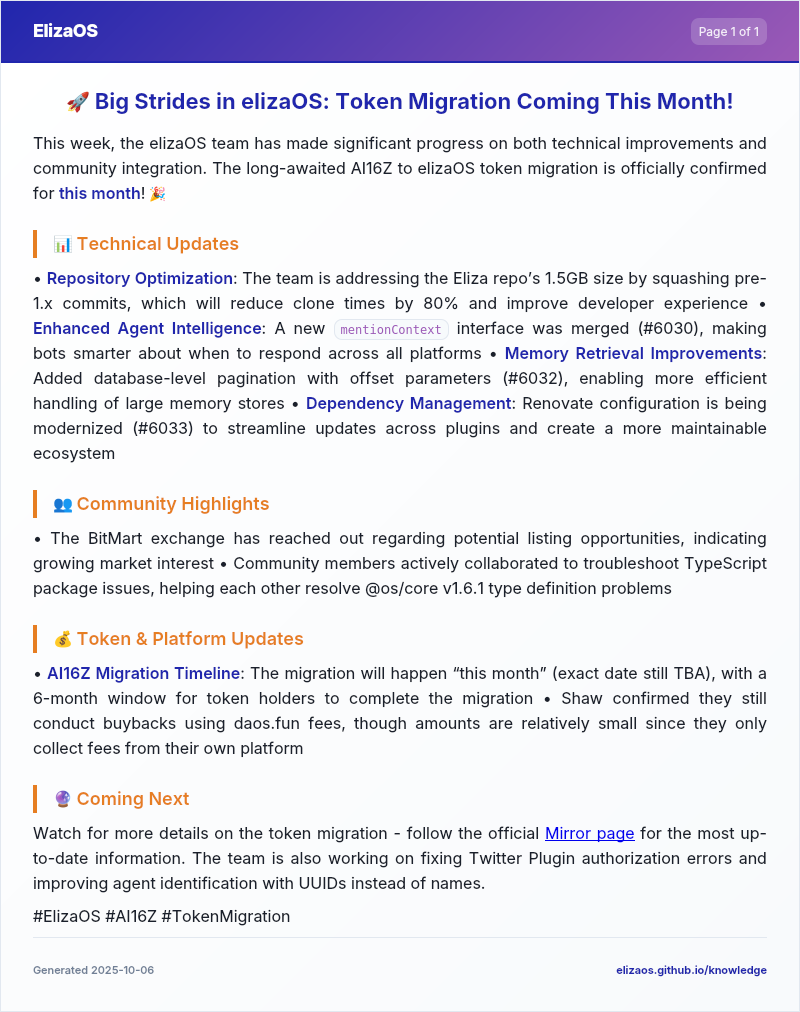 ElizaOS
Page 1 of 1
🚀 Big Strides in elizaOS: Token Migration Coming This Month!
This week, the elizaOS team has made significant progress on both technical improvements and
community integration. The long-awaited AI16Z to elizaOS token migration is officially confirmed
for this month! 🎉
📊 Technical Updates
• Repository Optimization: The team is addressing the Eliza repo’s 1.5GB size by squashing pre-
1.x commits, which will reduce clone times by 80% and improve developer experience •
Enhanced Agent Intelligence: A new mentionContext interface was merged (#6030), making
bots smarter about when to respond across all platforms • Memory Retrieval Improvements:
Added database-level pagination with offset parameters (#6032), enabling more efficient
handling of large memory stores • Dependency Management: Renovate configuration is being
modernized (#6033) to streamline updates across plugins and create a more maintainable
ecosystem
👥 Community Highlights
• The BitMart exchange has reached out regarding potential listing opportunities, indicating
growing market interest • Community members actively collaborated to troubleshoot TypeScript
package issues, helping each other resolve @os/core v1.6.1 type definition problems
💰 Token & Platform Updates
• AI16Z Migration Timeline: The migration will happen “this month” (exact date still TBA), with a
6-month window for token holders to complete the migration • Shaw confirmed they still
conduct buybacks using daos.fun fees, though amounts are relatively small since they only
collect fees from their own platform
🔮 Coming Next
Watch for more details on the token migration - follow the official Mirror page for the most up-
to-date information. The team is also working on fixing Twitter Plugin authorization errors and
improving agent identification with UUIDs instead of names.
#ElizaOS #AI16Z #TokenMigration
Generated 2025-10-06
elizaos.github.io/knowledge